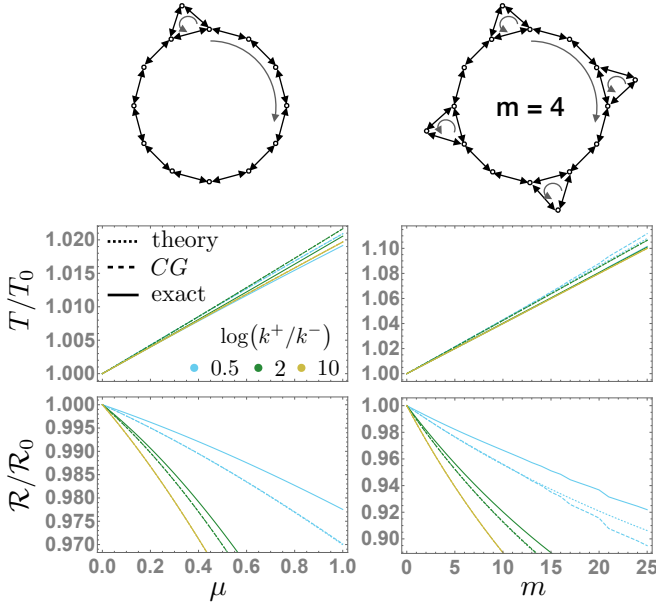 m = 4
T/T₀
1.020
1.015
1.010
1.005
1.000
theory
CG
exact
log(k⁺/k⁻)
0.5 2 10
1.10
1.08
1.06
1.04
1.02
1.00
R/R₀
1.000
0.995
0.990
0.985
0.980
0.975
0.970
0.0 0.2 0.4 0.6 0.8 1.0
μ
1.00
0.98
0.96
0.94
0.92
0.90
0 5 10 15 20 25
m